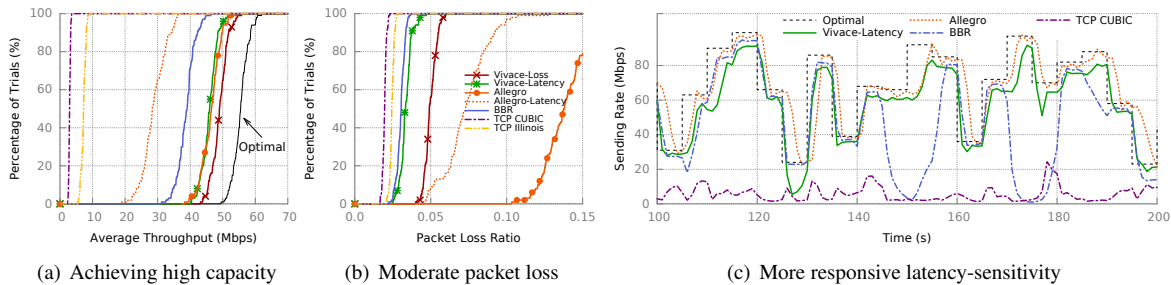 Percentage of Trials (%)
100
80
60
40
20
0
Optimal
0 10 20 30 40 50 60 70
Average Throughput (Mbps)
(a) Achieving high capacity
Percentage of Trials (%)
100
80
60
40
20
0
Vivace-Loss
Vivace-Latency
Allegro
Allegro-Latency
BBR
TCP CUBIC
TCP Illinois
0 0.05 0.10 0.15
Packet Loss Ratio
(b) Moderate packet loss
Sending Rate (Mbps)
80
60
40
20
0
Optimal Allegro TCP CUBIC
Vivace-Latency BBR
100 120 140 160 180 200
Time (s)
(c) More responsive latency-sensitivity